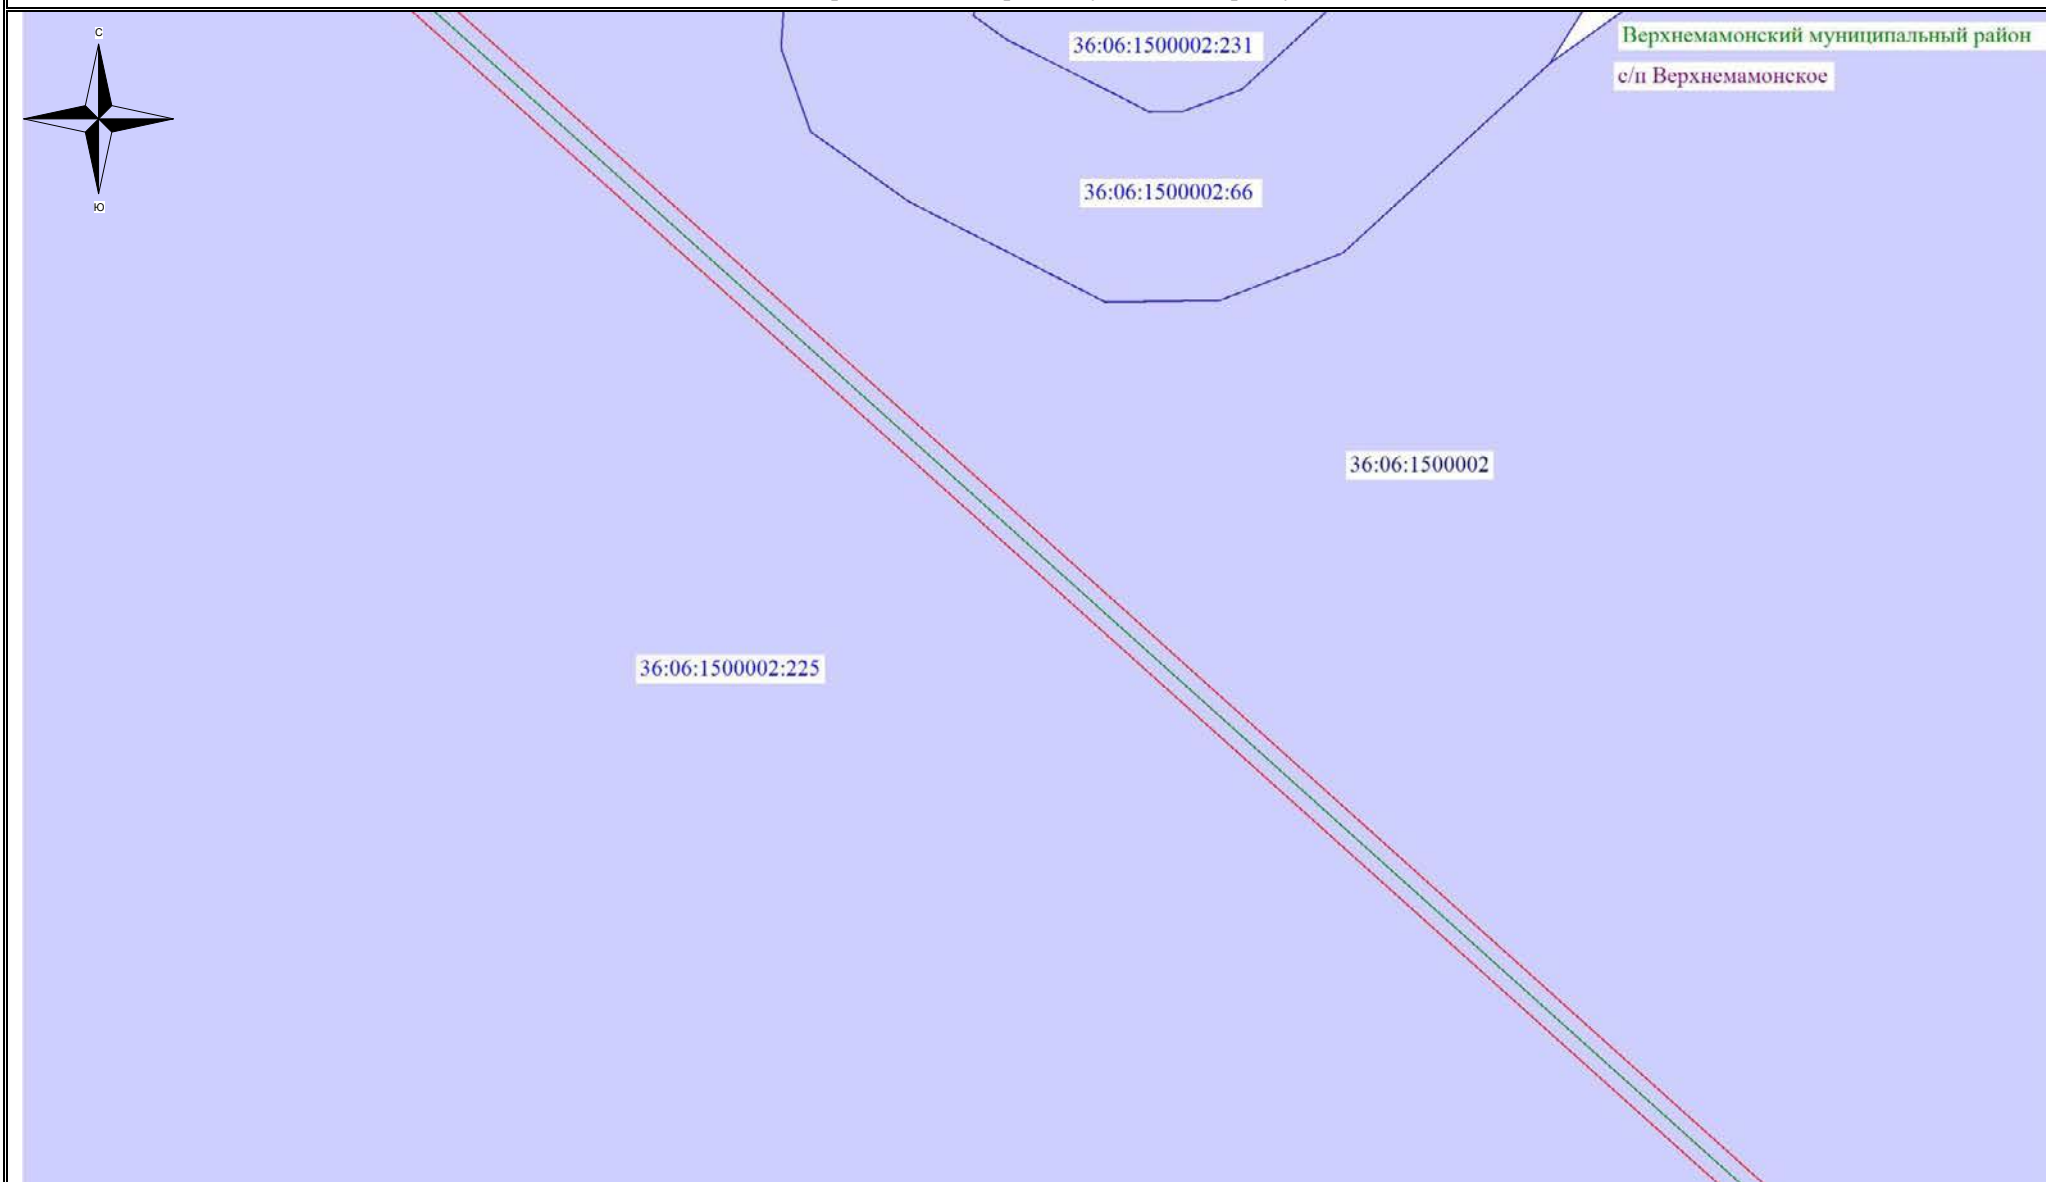 С
Ю
36:06:1500002:231
Верхнемамонский муниципальный район
с/п Верхнемамонское
36:06:1500002:66
36:06:1500002
36:06:1500002:225